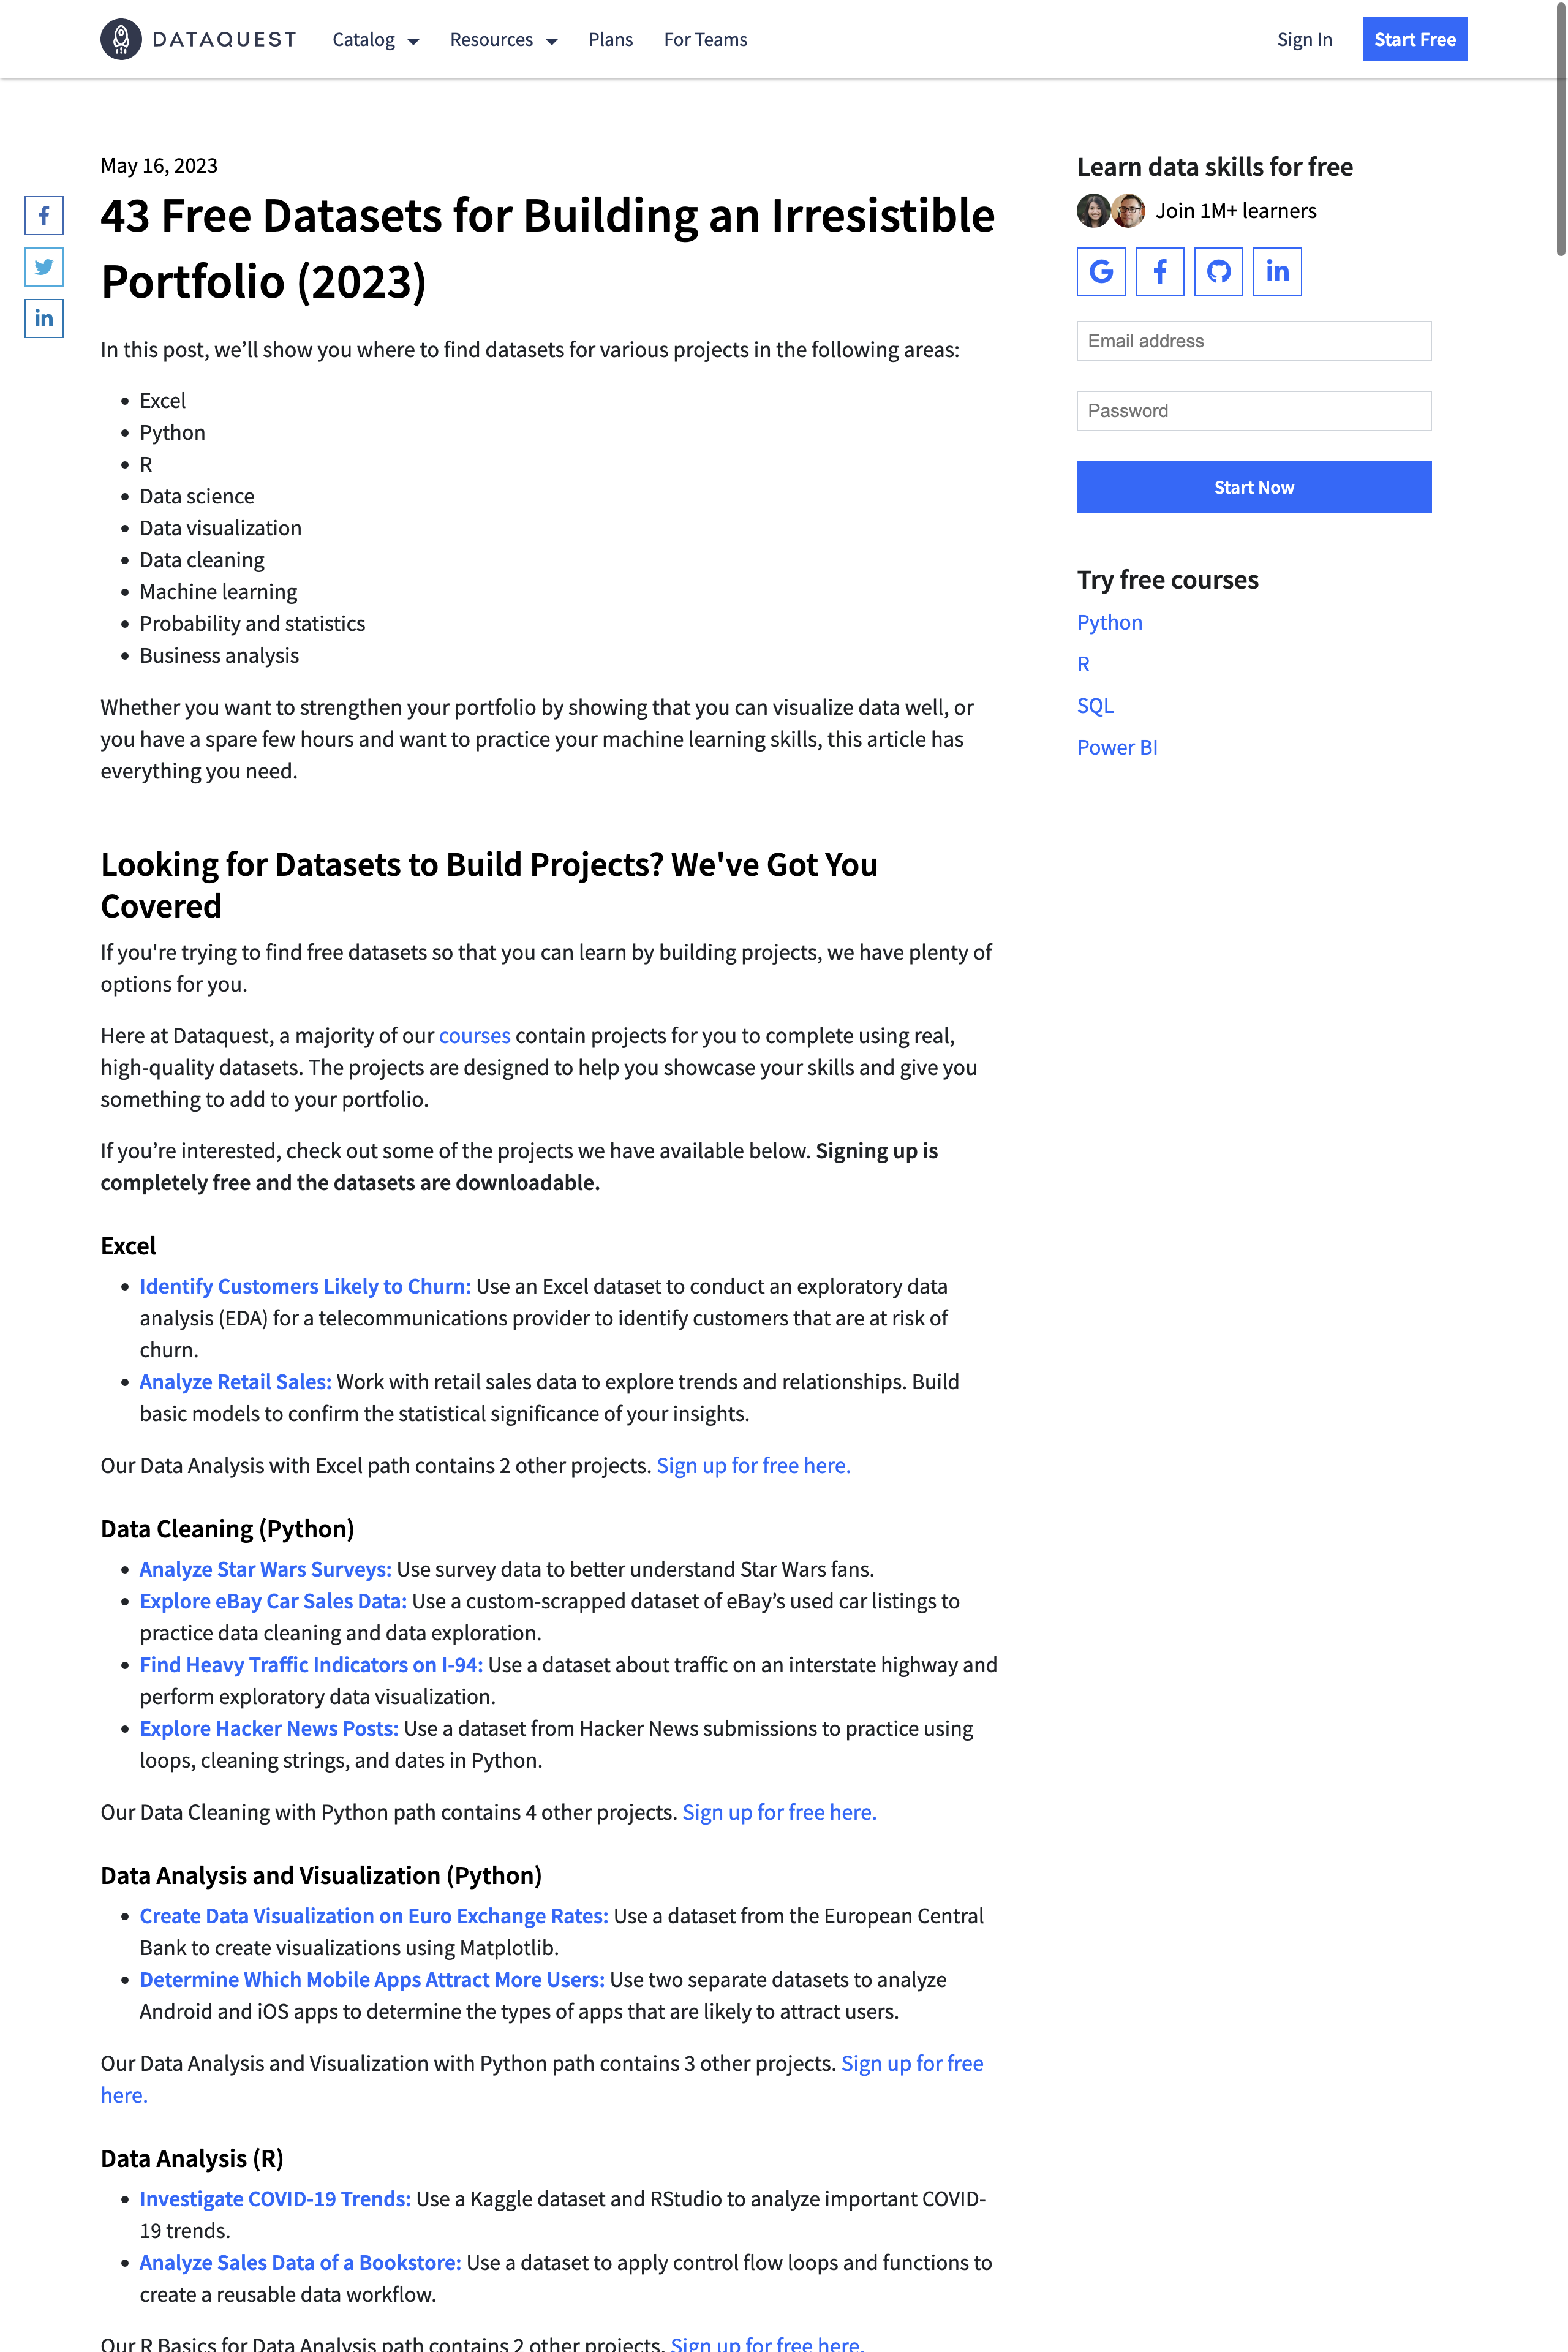 DATAQUEST Catalog Resources Plans For Teams Sign In Start Free
May 16, 2023
43 Free Datasets for Building an Irresistible
Portfolio (2023)
In this post, we’ll show you where to find datasets for various projects in the following areas:
Excel
Python
R
Data science
Data visualization
Data cleaning
Machine learning
Probability and statistics
Business analysis
Whether you want to strengthen your portfolio by showing that you can visualize data well, or
you have a spare few hours and want to practice your machine learning skills, this article has
everything you need.
Looking for Datasets to Build Projects? We've Got You
Covered
If you're trying to find free datasets so that you can learn by building projects, we have plenty of
options for you.
Here at Dataquest, a majority of our courses contain projects for you to complete using real,
high-quality datasets. The projects are designed to help you showcase your skills and give you
something to add to your portfolio.
If you’re interested, check out some of the projects we have available below. Signing up is
completely free and the datasets are downloadable.
Excel
Identify Customers Likely to Churn: Use an Excel dataset to conduct an exploratory data
analysis (EDA) for a telecommunications provider to identify customers that are at risk of
churn.
Analyze Retail Sales: Work with retail sales data to explore trends and relationships. Build
basic models to confirm the statistical significance of your insights.
Our Data Analysis with Excel path contains 2 other projects. Sign up for free here.
Data Cleaning (Python)
Analyze Star Wars Surveys: Use survey data to better understand Star Wars fans.
Explore eBay Car Sales Data: Use a custom-scrapped dataset of eBay’s used car listings to
practice data cleaning and data exploration.
Find Heavy Traffic Indicators on I-94: Use a dataset about traffic on an interstate highway and
perform exploratory data visualization.
Explore Hacker News Posts: Use a dataset from Hacker News submissions to practice using
loops, cleaning strings, and dates in Python.
Our Data Cleaning with Python path contains 4 other projects. Sign up for free here.
Data Analysis and Visualization (Python)
Create Data Visualization on Euro Exchange Rates: Use a dataset from the European Central
Bank to create visualizations using Matplotlib.
Determine Which Mobile Apps Attract More Users: Use two separate datasets to analyze
Android and iOS apps to determine the types of apps that are likely to attract users.
Our Data Analysis and Visualization with Python path contains 3 other projects. Sign up for free
here.
Data Analysis (R)
Investigate COVID-19 Trends: Use a Kaggle dataset and RStudio to analyze important COVID-
19 trends.
Analyze Sales Data of a Bookstore: Use a dataset to apply control flow loops and functions to
create a reusable data workflow.
Our R Basics for Data Analysis path contains 2 other projects. Sign up for free here.
Learn data skills for free
Join 1M+ learners
Email address
Password
Start Now
Try free courses
Python
R
SQL
Power BI